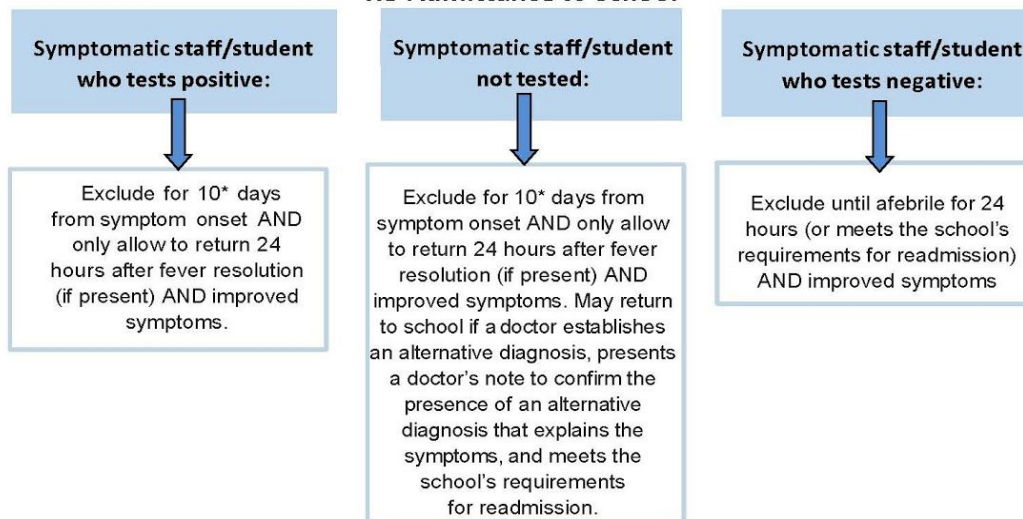 Symptomatic staff/student
who tests positive:
Exclude for 10* days
from symptom onset AND
only allow to return 24
hours after fever resolution
(if present) AND improved
symptoms.
Symptomatic staff/student
not tested:
Exclude for 10* days from
symptom onset AND only allow
to return 24 hours after fever
resolution (if present) AND
improved symptoms. May return
to school if a doctor establishes
an alternative diagnosis, presents
a doctor's note to confirm the
presence of an alternative
diagnosis that explains the
symptoms, and meets the
school's requirements
for readmission.
Symptomatic staff/student
who tests negative:
Exclude until afebrile for 24
hours (or meets the school's
requirements for readmission)
AND improved symptoms